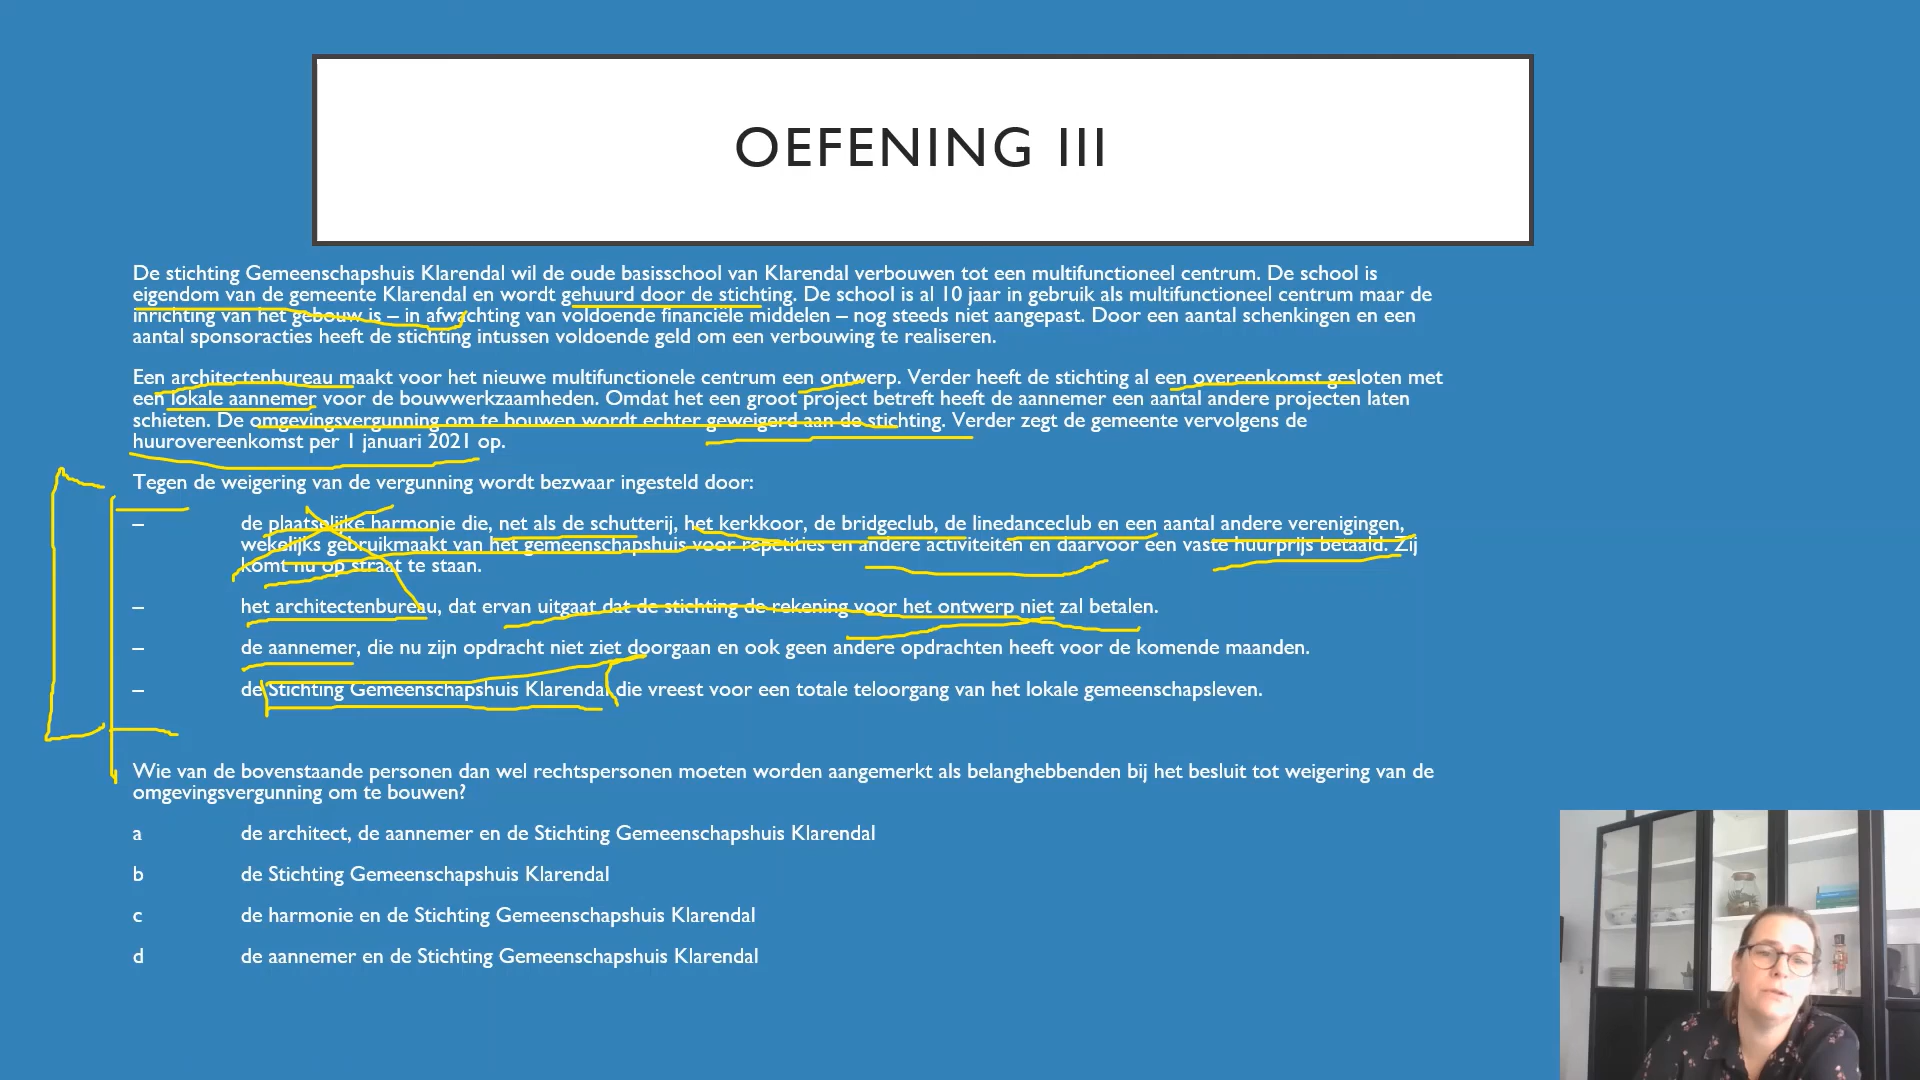 OEFENING III
De stichting Gemeenschapshuis Klarendal wil de oude basisschool van Klarendal verbouwen tot een multifunctioneel centrum. De school is
eigendom van de gemeente Klarendal en wordt gehuurd door de stichting. De school is al 10 jaar in gebruik als multifunctioneel centrum maar de
inrichting van het gebouw is – in afwachting van voldoende financiële middelen – nog steeds niet aangepast. Door een aantal schenkingen en een
aantal sponsoracties heeft de stichting intussen voldoende geld om een verbouwing te realiseren.
Een architectenbureau maakt voor het nieuwe multifunctionele centrum een ontwerp. Verder heeft de stichting al een overeenkomst gesloten met
een lokale aannemer voor de bouwwerkzaamheden. Omdat het een groot project betreft heeft de aannemer een aantal andere projecten laten
schieten. De omgevingsvergunning om te bouwen wordt echter geweigerd aan de stichting. Verder zegt de gemeente vervolgens de
huurovereenkomst per 1 januari 2021 op.
Tegen de weigering van de vergunning wordt bezwaar ingesteld door:
– de plaatselijke harmonie die, net als de schutterij, het kerkkoor, de bridgeclub, de linedanceclub en een aantal andere verenigingen,
wekelijks gebruikmaakt van het gemeenschapshuis voor repetities en andere activiteiten en daarvoor een vaste huurprijs betaald. Zij
komt nu op straat te staan.
– het architectenbureau, dat ervan uitgaat dat de stichting de rekening voor het ontwerp niet zal betalen.
– de aannemer, die nu zijn opdracht niet ziet doorgaan en ook geen andere opdrachten heeft voor de komende maanden.
– de Stichting Gemeenschapshuis Klarendal die vreest voor een totale teloorgang van het lokale gemeenschapsleven.
Wie van de bovenstaande personen dan wel rechtspersonen moeten worden aangemerkt als belanghebbenden bij het besluit tot weigering van de
omgevingsvergunning om te bouwen?
a de architect, de aannemer en de Stichting Gemeenschapshuis Klarendal
b de Stichting Gemeenschapshuis Klarendal
c de harmonie en de Stichting Gemeenschapshuis Klarendal
d de aannemer en de Stichting Gemeenschapshuis Klarendal